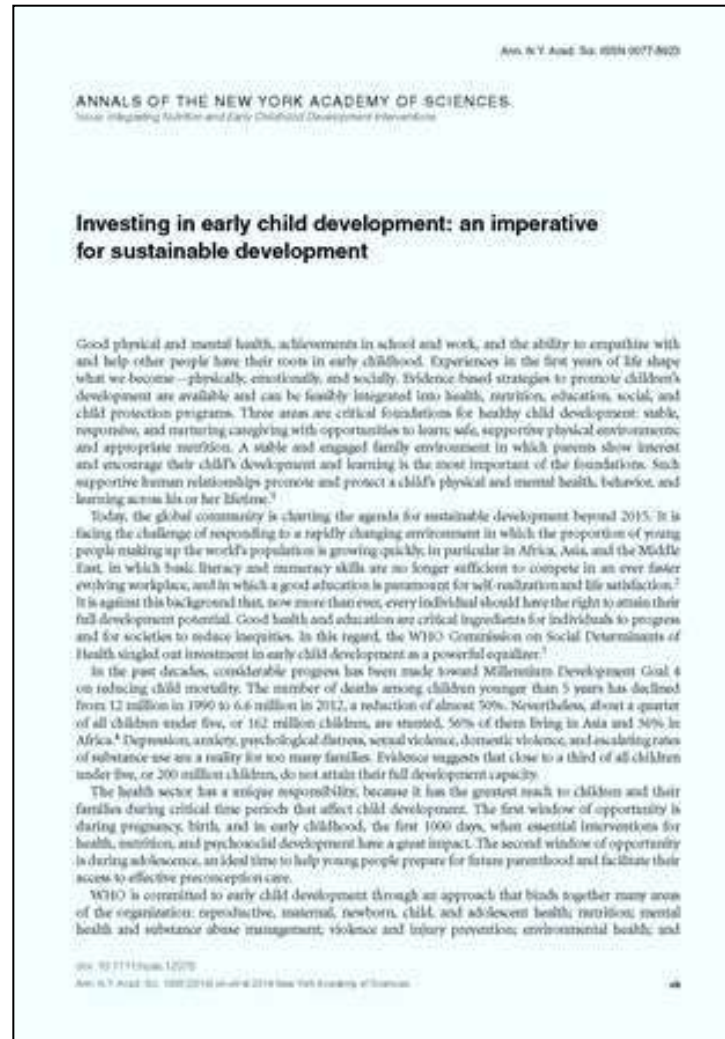 Ann. N.Y. Acad. Sci. ISSN 0077-8923
ANNALS OF THE NEW YORK ACADEMY OF SCIENCES
Issue: Integrating Nutrition and Early Childhood Development Interventions
Investing in early child development: an imperative
for sustainable development
Good physical and mental health, achievements in school and work, and the ability to empathize with
and help other people have their roots in early childhood. Experiences in the first years of life shape
what we become—physically, emotionally, and socially. Evidence-based strategies to promote children's
development are available and can be feasibly integrated into health, nutrition, education, social, and
child protection programs. Three areas are critical foundations for healthy child development: stable,
responsive, and nurturing caregiving with opportunities to learn; safe, supportive physical environments;
and appropriate nutrition. A stable and engaged family environment in which parents show interest
and encourage their child's development and learning is the most important of the foundations. Such
supportive human relationships promote and protect a child's physical and mental health, behavior, and
learning across his or her lifetime.
Today, the global community is charting the agenda for sustainable development beyond 2015. It is
facing the challenge of responding to a rapidly changing environment in which the proportion of young
people making up the world's population is growing quickly, in particular in Africa, Asia, and the Middle
East, in which basic literacy and numeracy skills are no longer sufficient to compete in an ever faster
evolving workplace, and in which a good education is paramount for self-realization and life satisfaction.²
It is against this background that, now more than ever, every individual should have the right to attain their
full development potential. Good health and education are critical ingredients for individuals to progress
and for societies to reduce inequities. In this regard, the WHO Commission on Social Determinants of
Health singled out investment in early child development as a powerful equalizer.
In the past decades, considerable progress has been made toward Millennium Development Goal 4
on reducing child mortality. The number of deaths among children younger than 5 years has declined
from 12 million in 1990 to 6.6 million in 2012, a reduction of almost 50%. Nevertheless, about a quarter
of all children under five, or 162 million children, are stunted, 56% of them living in Asia and 36% in
Africa.⁴ Depression, anxiety, psychological distress, sexual violence, domestic violence, and escalating rates
of substance use are a reality for too many families. Evidence suggests that close to a third of all children
under five, or 200 million children, do not attain their full development capacity.
The health sector has a unique responsibility, because it has the greatest reach to children and their
families during critical time periods that affect child development. The first window of opportunity is
during pregnancy, birth, and in early childhood, the first 1000 days, when essential interventions for
health, nutrition, and psychosocial development have a great impact. The second window of opportunity
is during adolescence, an ideal time to help young people prepare for future parenthood and facilitate their
access to effective preconception care.
WHO is committed to early child development through an approach that binds together many areas
of the organization: reproductive, maternal, newborn, child, and adolescent health; nutrition; mental
health and substance abuse management; violence and injury prevention; environmental health; and
doi:
Ann. N.Y. Acad. Sci. 2014 New York Academy of Sciences.